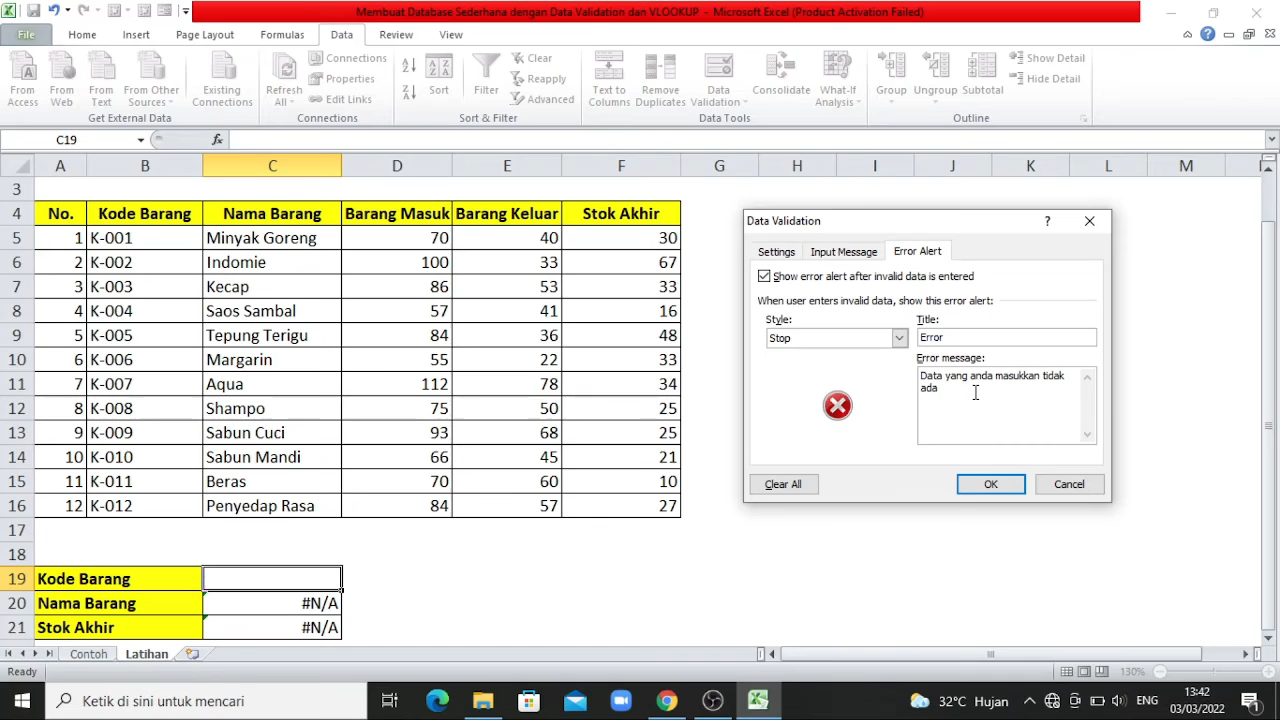 Membuat Database Sederhana dengan Data Validation dan VLOOKUP - Microsoft Excel (Product Activation Failed)
File Home Insert Page Layout Formulas Data Review View
From Access
From Web
From Text
From Other Sources
Existing Connections
Refresh All
Connections
Properties
Edit Links
Sort
Filter
Clear
Reapply
Advanced
Text to Columns
Remove Duplicates
Data Validation
Consolidate
What-If Analysis
Group
Ungroup
Subtotal
Show Detail
Hide Detail
Get External Data Connections Sort & Filter Data Tools Outline
C19 fx
A B C D E F G H I J K L M
3
4 No. Kode Barang Nama Barang Barang Masuk Barang Keluar Stok Akhir
5 1 K-001 Minyak Goreng 70 40 30
6 2 K-002 Indomie 100 33 67
7 3 K-003 Kecap 86 53 33
8 4 K-004 Saos Sambal 57 41 16
9 5 K-005 Tepung Terigu 84 36 48
10 6 K-006 Margarin 55 22 33
11 7 K-007 Aqua 112 78 34
12 8 K-008 Shampo 75 50 25
13 9 K-009 Sabun Cuci 93 68 25
14 10 K-010 Sabun Mandi 66 45 21
15 11 K-011 Beras 70 60 10
16 12 K-012 Penyedap Rasa 84 57 27
17
18
19 Kode Barang
20 Nama Barang #N/A
21 Stok Akhir #N/A
Data Validation ?
Settings Input Message Error Alert
Show error alert after invalid data is entered
When user enters invalid data, show this error alert:
Style: Title:
Stop Error
Error message:
Data yang anda masukkan tidak
ada
Clear All OK Cancel
Contoh Latihan
Ready 130%
Ketik di sini untuk mencari
32°C Hujan ENG
13:42
03/03/2022
1